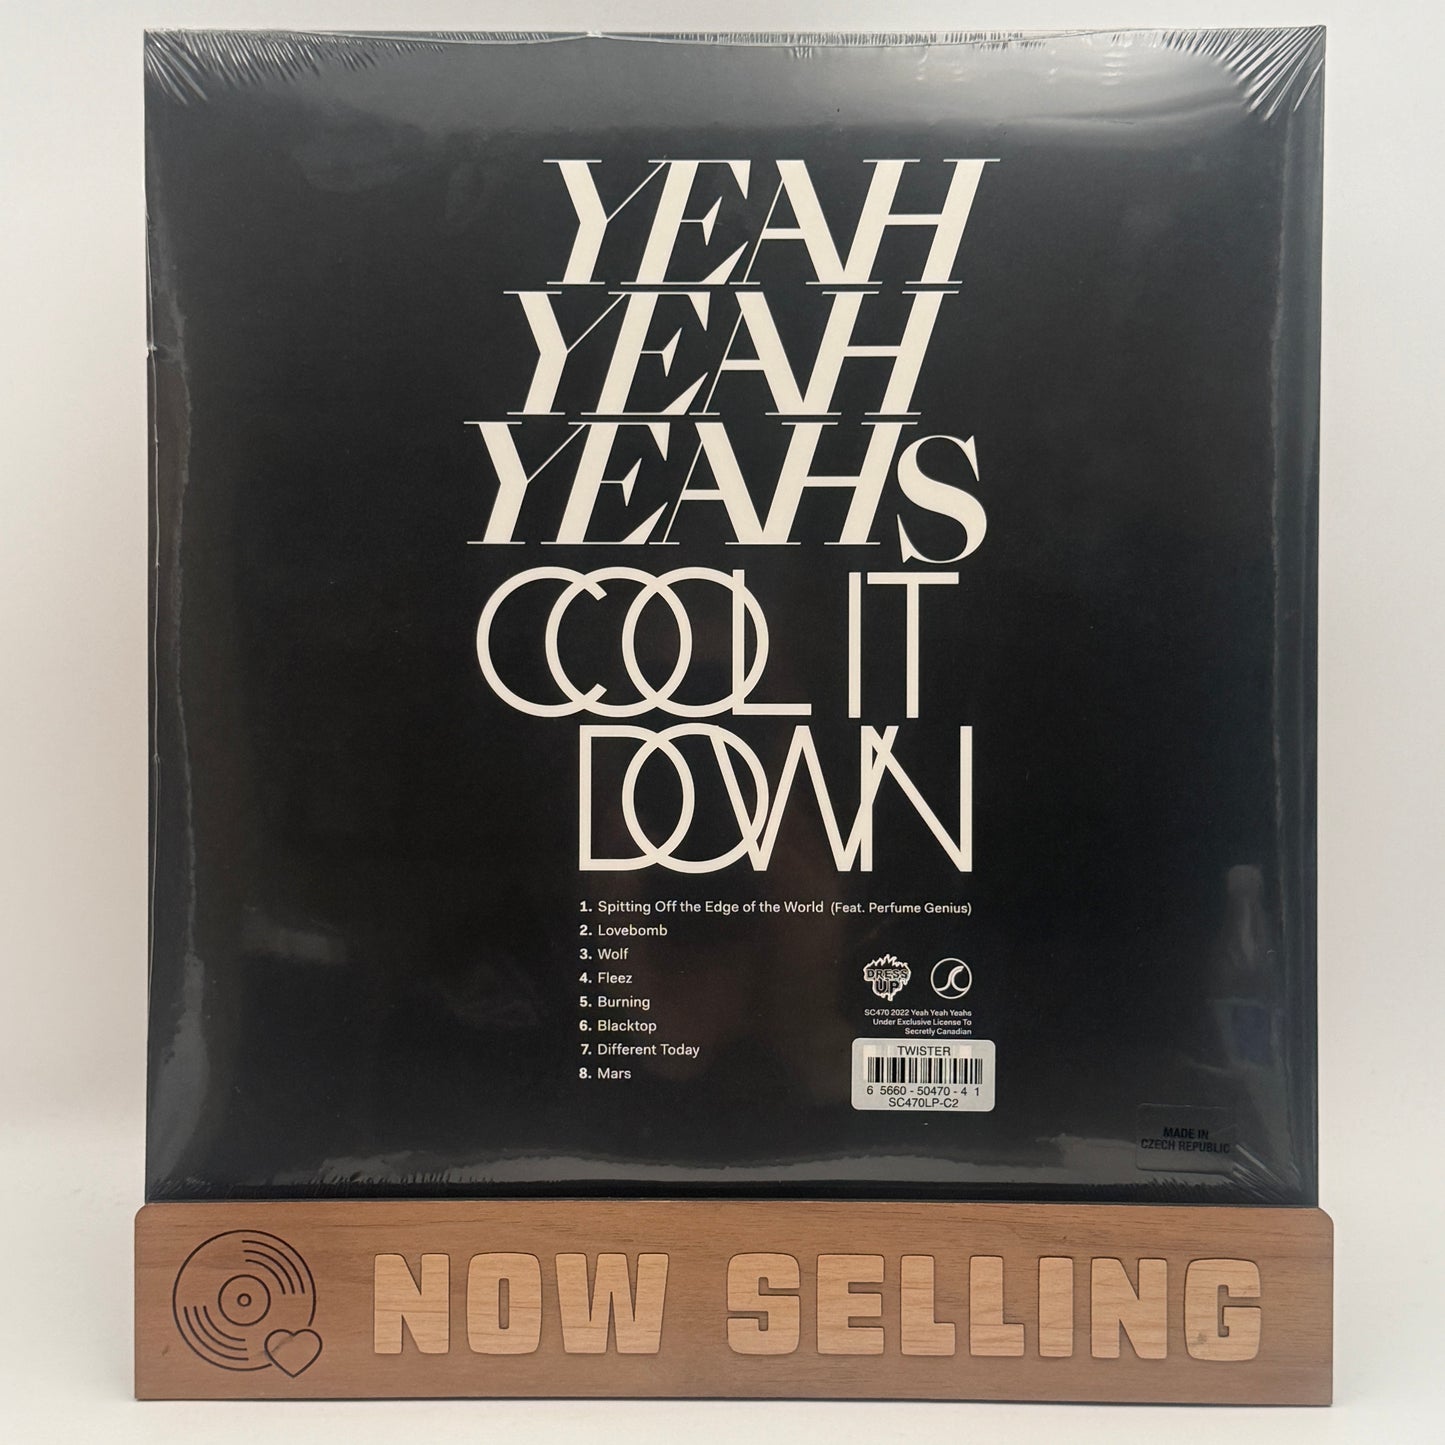 YEAH
YEAH
YEAHS
COOL IT
DOWN
1. Spitting Off the Edge of the World (Feat. Perfume Genius)
2. Lovebomb
3. Wolf
4. Fleez
5. Burning
6. Blacktop
7. Different Today
8. Mars
DRESS
UP
SC
SC470 2022 Yeah Yeah Yeahs
Under Exclusive License To
Secretly Canadian
TWISTER
6 5660 - 50470 - 4 1
SC470LP-C2
MADE IN
CZECH REPUBLIC
NOW SELLING